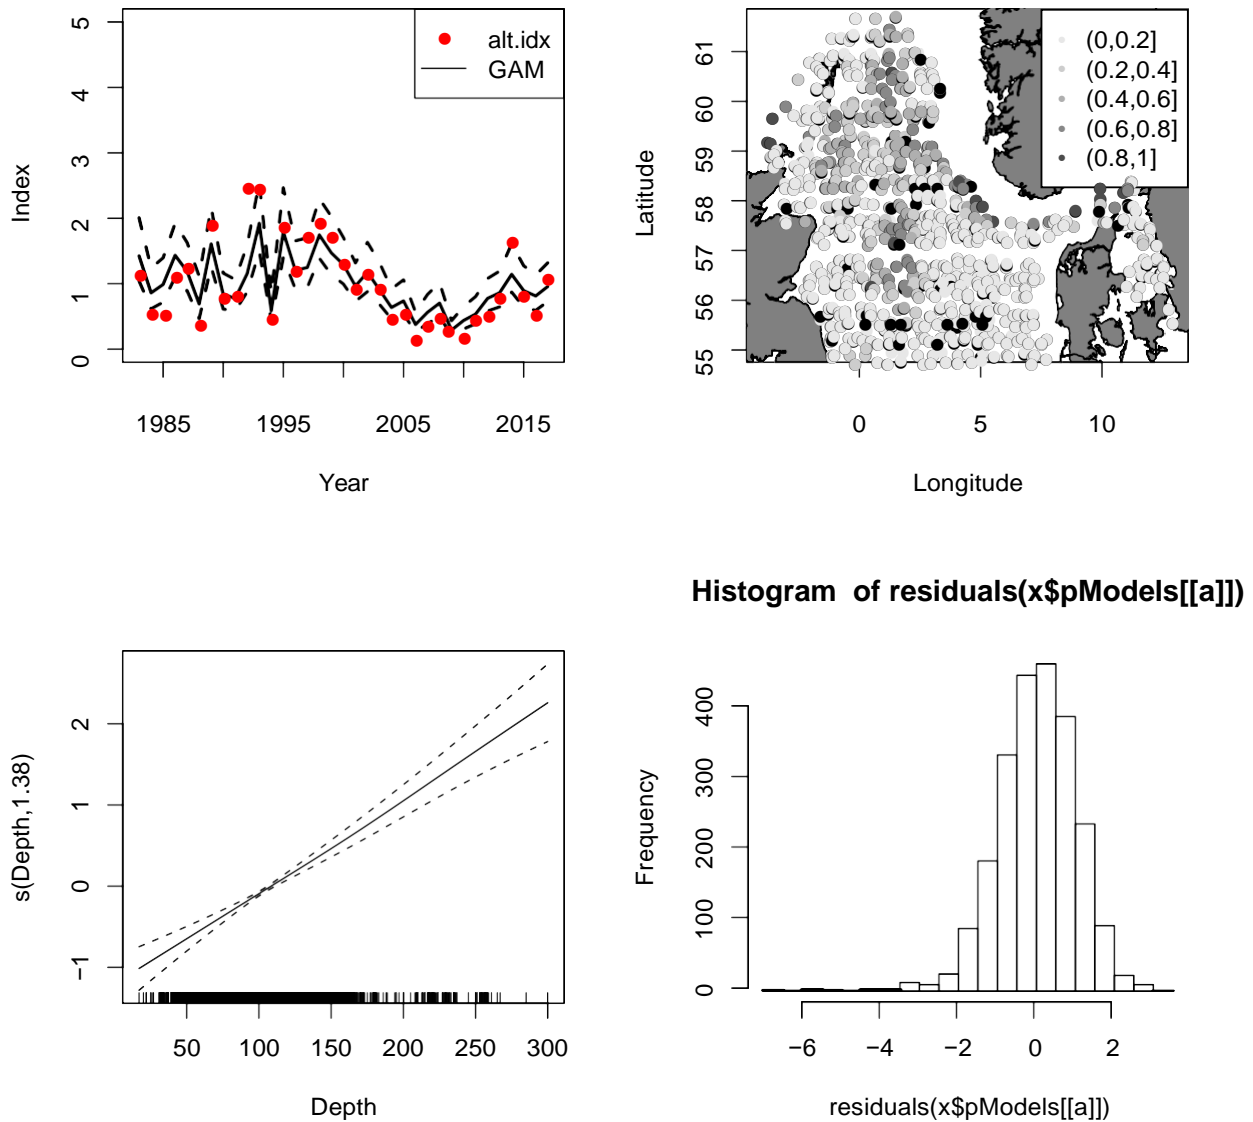 alt.idx
GAM
5
4
3
2
1
0
Index
1985 1995 2005 2015
Year
(0,0.2]
(0.2,0.4]
(0.4,0.6]
(0.6,0.8]
(0.8,1]
61
60
59
58
57
56
55
Latitude
0 5 10
Longitude
2
1
0
−1
s(Depth,1.38)
50 100 150 200 250 300
Depth
Histogram of residuals(x$pModels[[a]])
400
300
200
100
0
Frequency
−6 −4 −2 0 2
residuals(x$pModels[[a]])